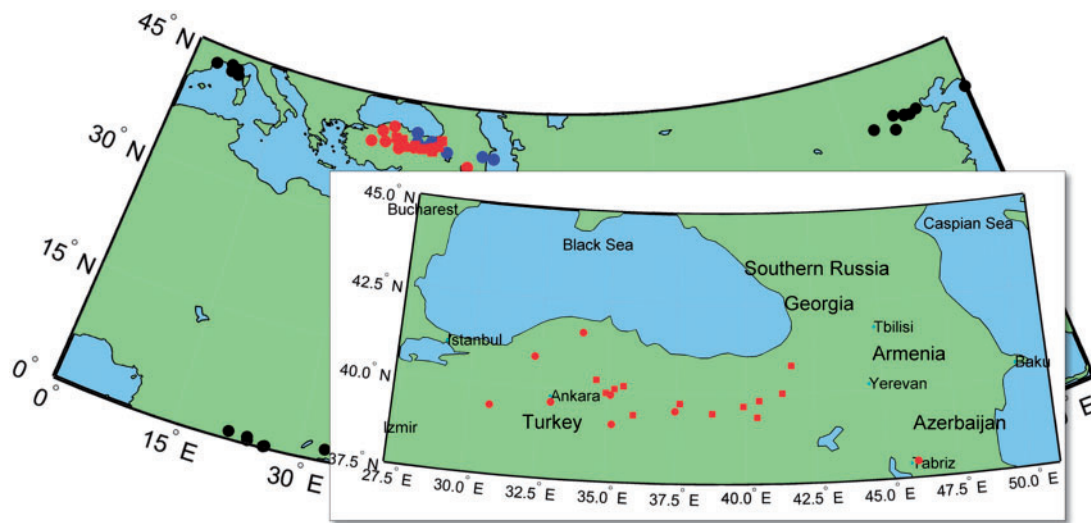 45° N
30° N
15° N
0°
0°
15° E
30° E
E
45.0° N
Bucharest
Caspian Sea
Black Sea
42.5° N
Southern Russia
Georgia
Istanbul
Tbilisi
40.0° N
Armenia
Baku
Ankara
Yerevan
Turkey
Azerbaijan
Izmir
37.5° N
Tabriz
27.5° E
30.0° E
32.5° E
35.0° E
37.5° E
40.0° E
42.5° E
45.0° E
47.5° E
50.0° E